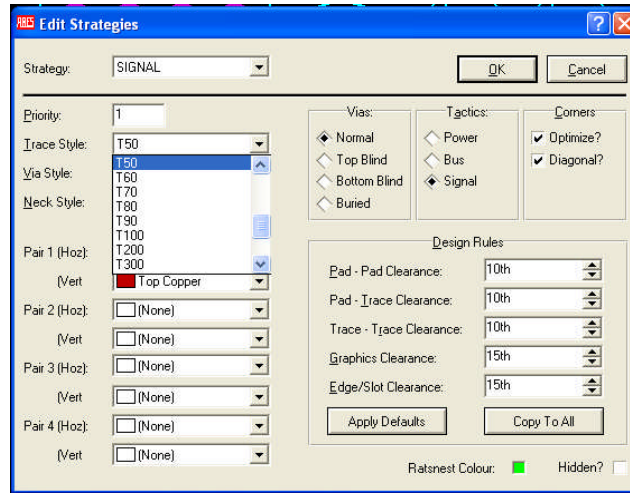 ARES Edit Strategies
Strategy: SIGNAL
OK
Cancel
Priority: 1
Trace Style: T50
T50
T60
T70
T80
T90
T100
T200
T300
Via Style:
Neck Style:
Pair 1 (Hoz):
(Vert Top Copper
Pair 2 (Hoz): (None)
(Vert (None)
Pair 3 (Hoz): (None)
(Vert (None)
Pair 4 (Hoz): (None)
(Vert (None)
Vias:
Normal
Top Blind
Bottom Blind
Buried
Tactics:
Power
Bus
Signal
Corners
Optimize?
Diagonal?
Design Rules
Pad - Pad Clearance: 10th
Pad - Trace Clearance: 10th
Trace - Trace Clearance: 10th
Graphics Clearance: 15th
Edge/Slot Clearance: 15th
Apply Defaults
Copy To All
Ratsnest Colour:
Hidden?